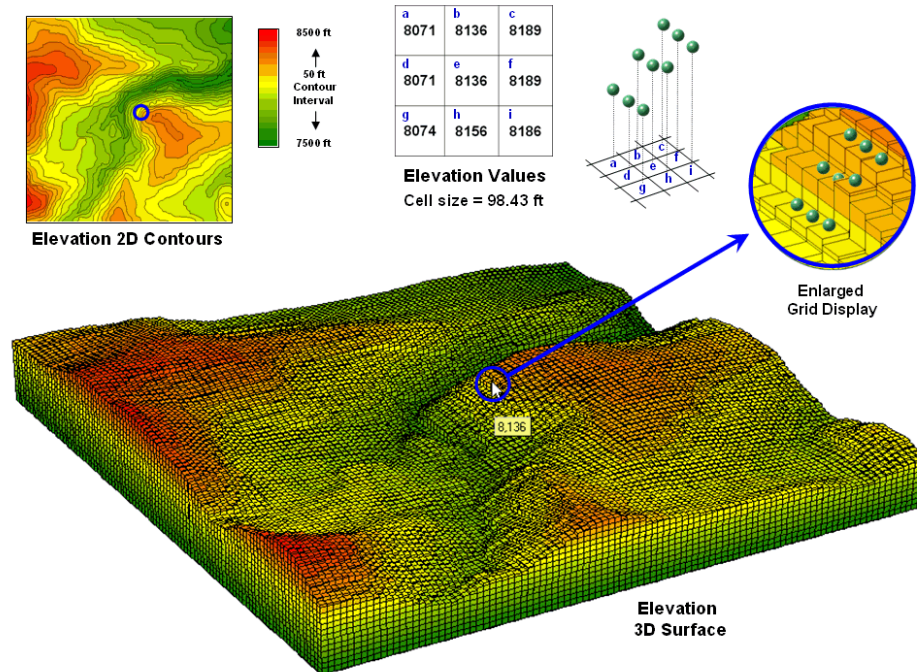 8500 ft
50 ft
Contour
Interval
7500 ft
Elevation 2D Contours
a b c
8071 8136 8189
d e f
8071 8136 8189
g h i
8074 8156 8186
Elevation Values
Cell size = 98.43 ft
a b c
d e f
g h i
Enlarged
Grid Display
8,136
Elevation
3D Surface